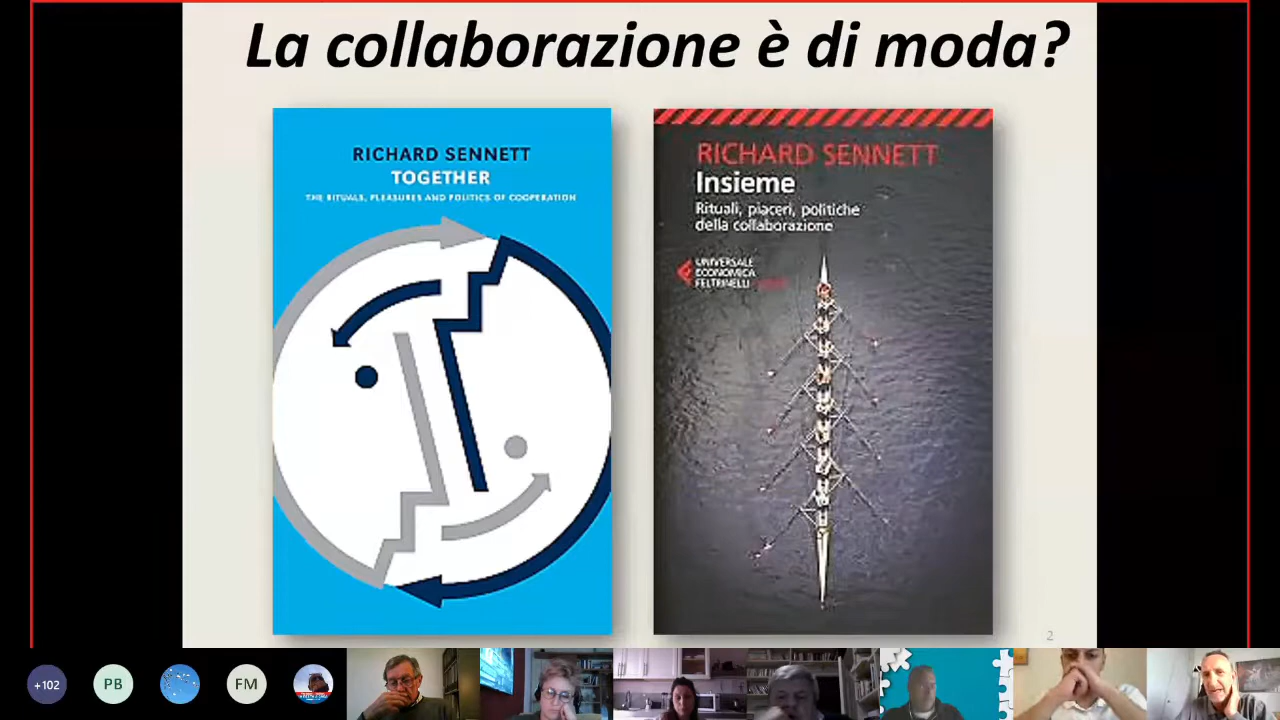 La collaborazione è di moda?
RICHARD SENNETT
TOGETHER
THE RITUALS, PLEASURES AND POLITICS OF COOPERATION
RICHARD SENNETT
Insieme
Rituali, piaceri, politiche
della collaborazione
UNIVERSALE
ECONOMICA
FELTRINELLI
2
+102
PB
FM